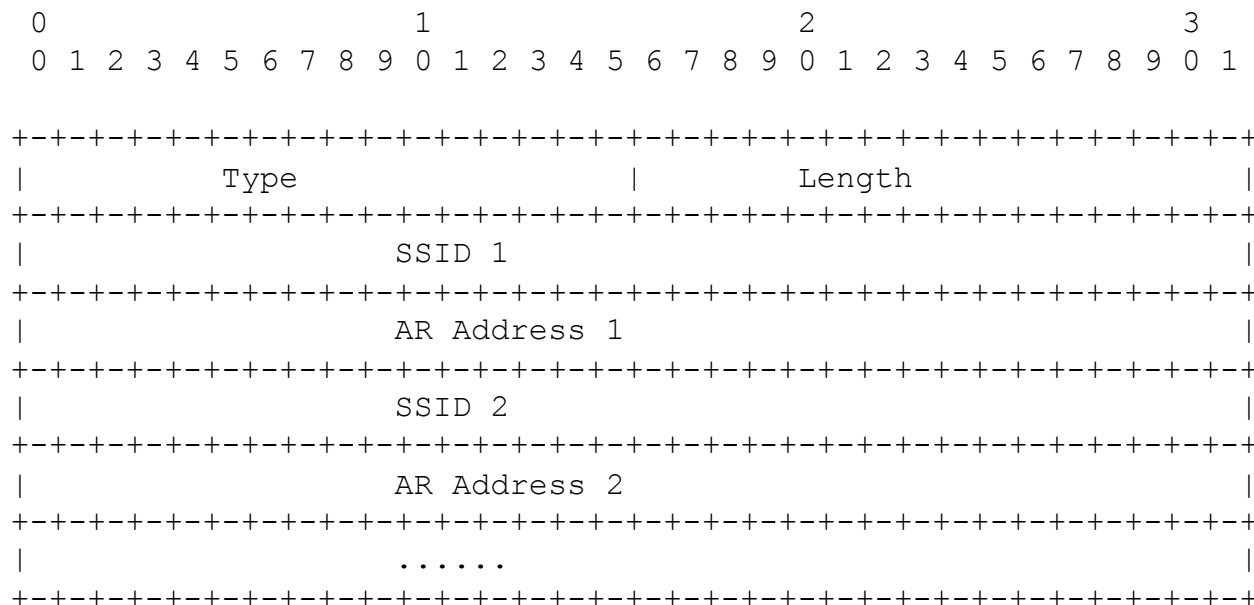 0                   1                   2                   3
 0 1 2 3 4 5 6 7 8 9 0 1 2 3 4 5 6 7 8 9 0 1 2 3 4 5 6 7 8 9 0 1

+-+-+-+-+-+-+-+-+-+-+-+-+-+-+-+-+-+-+-+-+-+-+-+-+-+-+-+-+-+-+-+-+
|          Type                 |        Length                 |
+-+-+-+-+-+-+-+-+-+-+-+-+-+-+-+-+-+-+-+-+-+-+-+-+-+-+-+-+-+-+-+-+
|                   SSID 1                                      |
+-+-+-+-+-+-+-+-+-+-+-+-+-+-+-+-+-+-+-+-+-+-+-+-+-+-+-+-+-+-+-+-+
|                   AR Address 1                                |
+-+-+-+-+-+-+-+-+-+-+-+-+-+-+-+-+-+-+-+-+-+-+-+-+-+-+-+-+-+-+-+-+
|                   SSID 2                                      |
+-+-+-+-+-+-+-+-+-+-+-+-+-+-+-+-+-+-+-+-+-+-+-+-+-+-+-+-+-+-+-+-+
|                   AR Address 2                                |
+-+-+-+-+-+-+-+-+-+-+-+-+-+-+-+-+-+-+-+-+-+-+-+-+-+-+-+-+-+-+-+-+
|                   ......                                      |
+-+-+-+-+-+-+-+-+-+-+-+-+-+-+-+-+-+-+-+-+-+-+-+-+-+-+-+-+-+-+-+-+